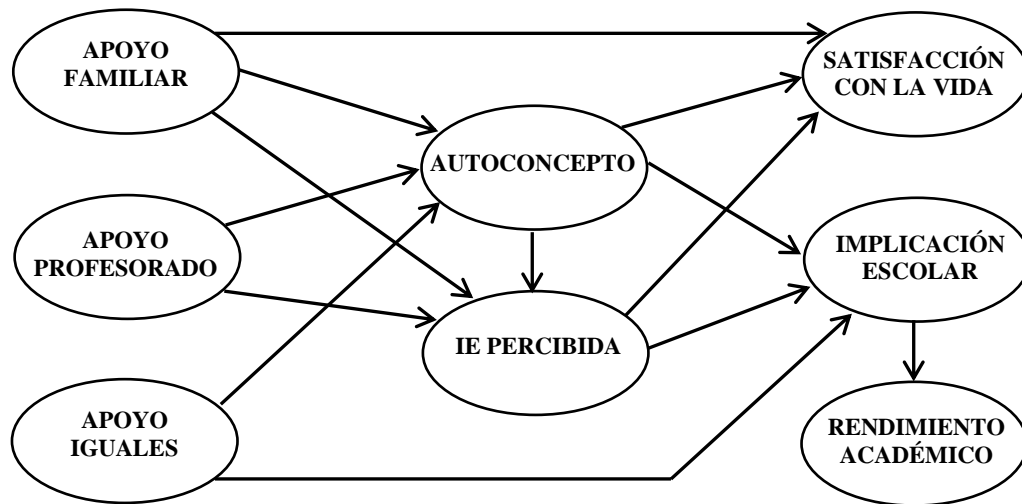 APOYO
FAMILIAR
SATISFACCIÓN
CON LA VIDA
AUTOCONCEPTO
APOYO
PROFESORADO
IMPLICACIÓN
ESCOLAR
IE PERCIBIDA
APOYO
IGUALES
RENDIMIENTO
ACADÉMICO